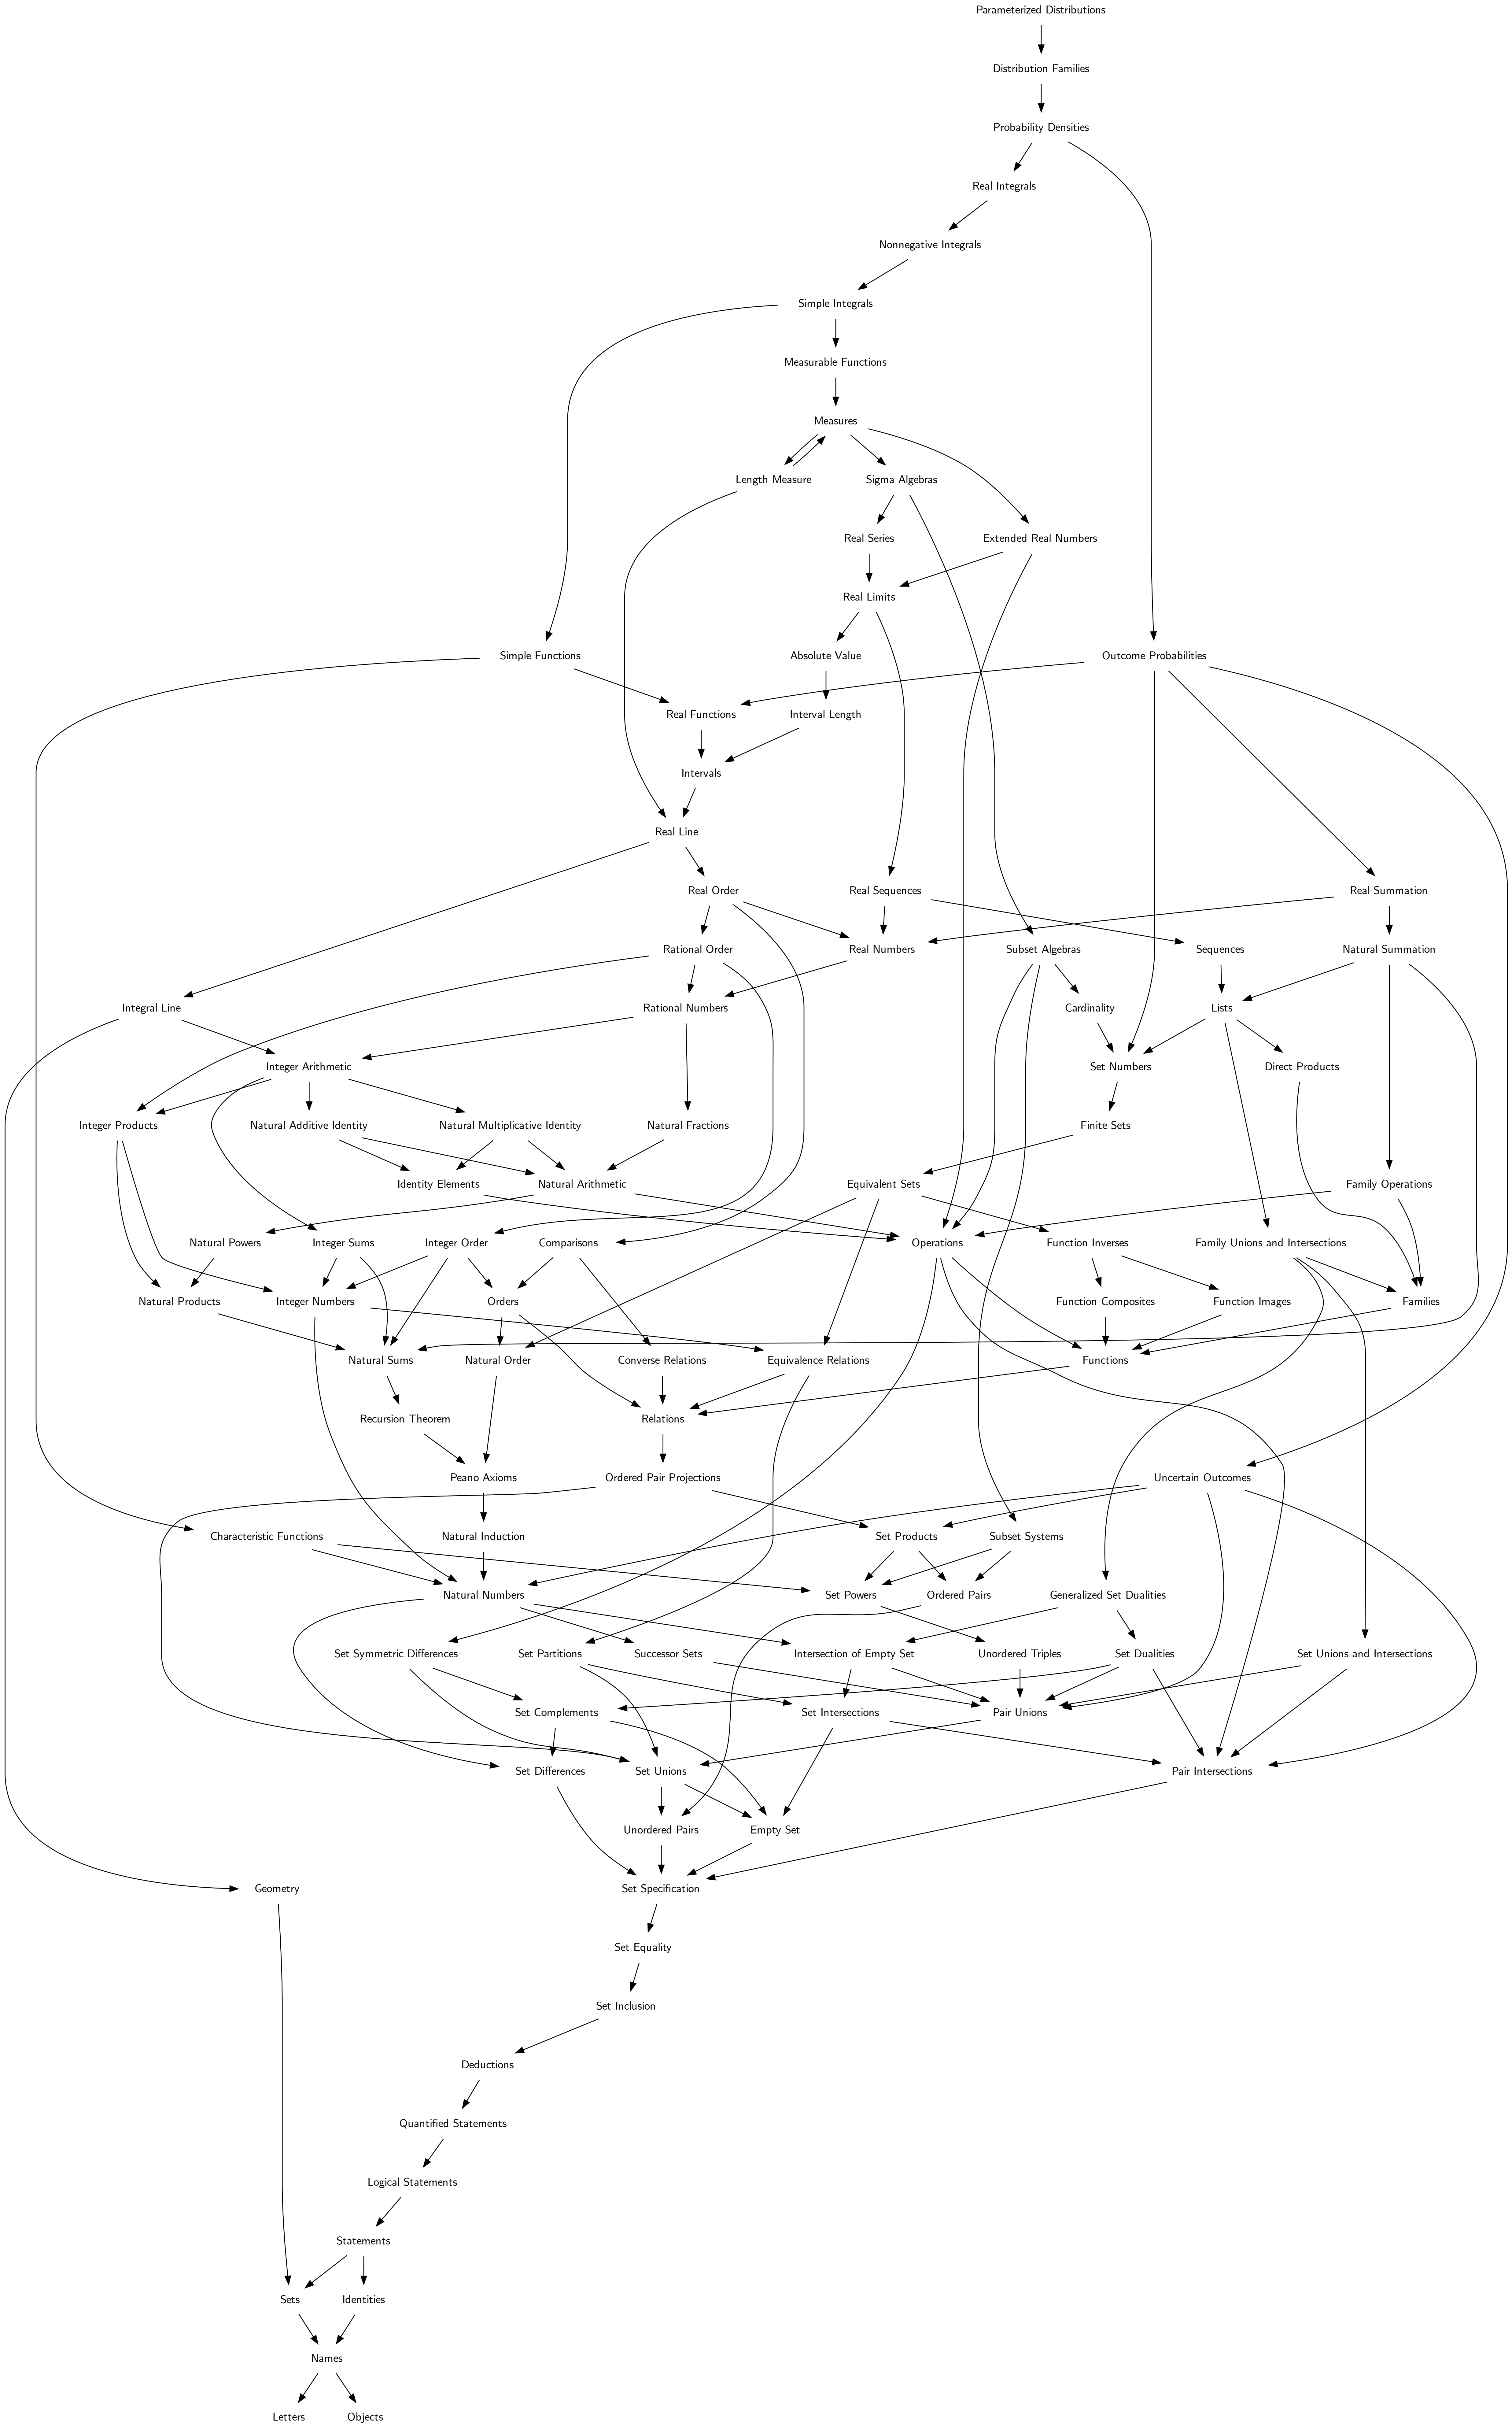 Parameterized Distributions
Distribution Families
Probability Densities
Real Integrals
Nonnegative Integrals
Simple Integrals
Measurable Functions
Measures
Length Measure
Sigma Algebras
Real Series
Extended Real Numbers
Real Limits
Simple Functions
Absolute Value
Outcome Probabilities
Real Functions
Interval Length
Intervals
Real Line
Real Order
Real Sequences
Real Summation
Rational Order
Real Numbers
Subset Algebras
Sequences
Natural Summation
Integral Line
Rational Numbers
Cardinality
Lists
Integer Arithmetic
Set Numbers
Direct Products
Integer Products
Natural Additive Identity
Natural Multiplicative Identity
Natural Fractions
Finite Sets
Identity Elements
Natural Arithmetic
Equivalent Sets
Family Operations
Natural Powers
Integer Sums
Integer Order
Comparisons
Operations
Function Inverses
Family Unions and Intersections
Natural Products
Integer Numbers
Orders
Function Composites
Function Images
Families
Natural Sums
Natural Order
Converse Relations
Equivalence Relations
Functions
Recursion Theorem
Relations
Peano Axioms
Ordered Pair Projections
Uncertain Outcomes
Characteristic Functions
Natural Induction
Set Products
Subset Systems
Natural Numbers
Set Powers
Ordered Pairs
Generalized Set Dualities
Set Symmetric Differences
Set Partitions
Successor Sets
Intersection of Empty Set
Unordered Triples
Set Dualities
Set Unions and Intersections
Set Complements
Set Intersections
Pair Unions
Set Differences
Set Unions
Pair Intersections
Unordered Pairs
Empty Set
Geometry
Set Specification
Set Equality
Set Inclusion
Deductions
Quantified Statements
Logical Statements
Statements
Sets
Identities
Names
Letters
Objects